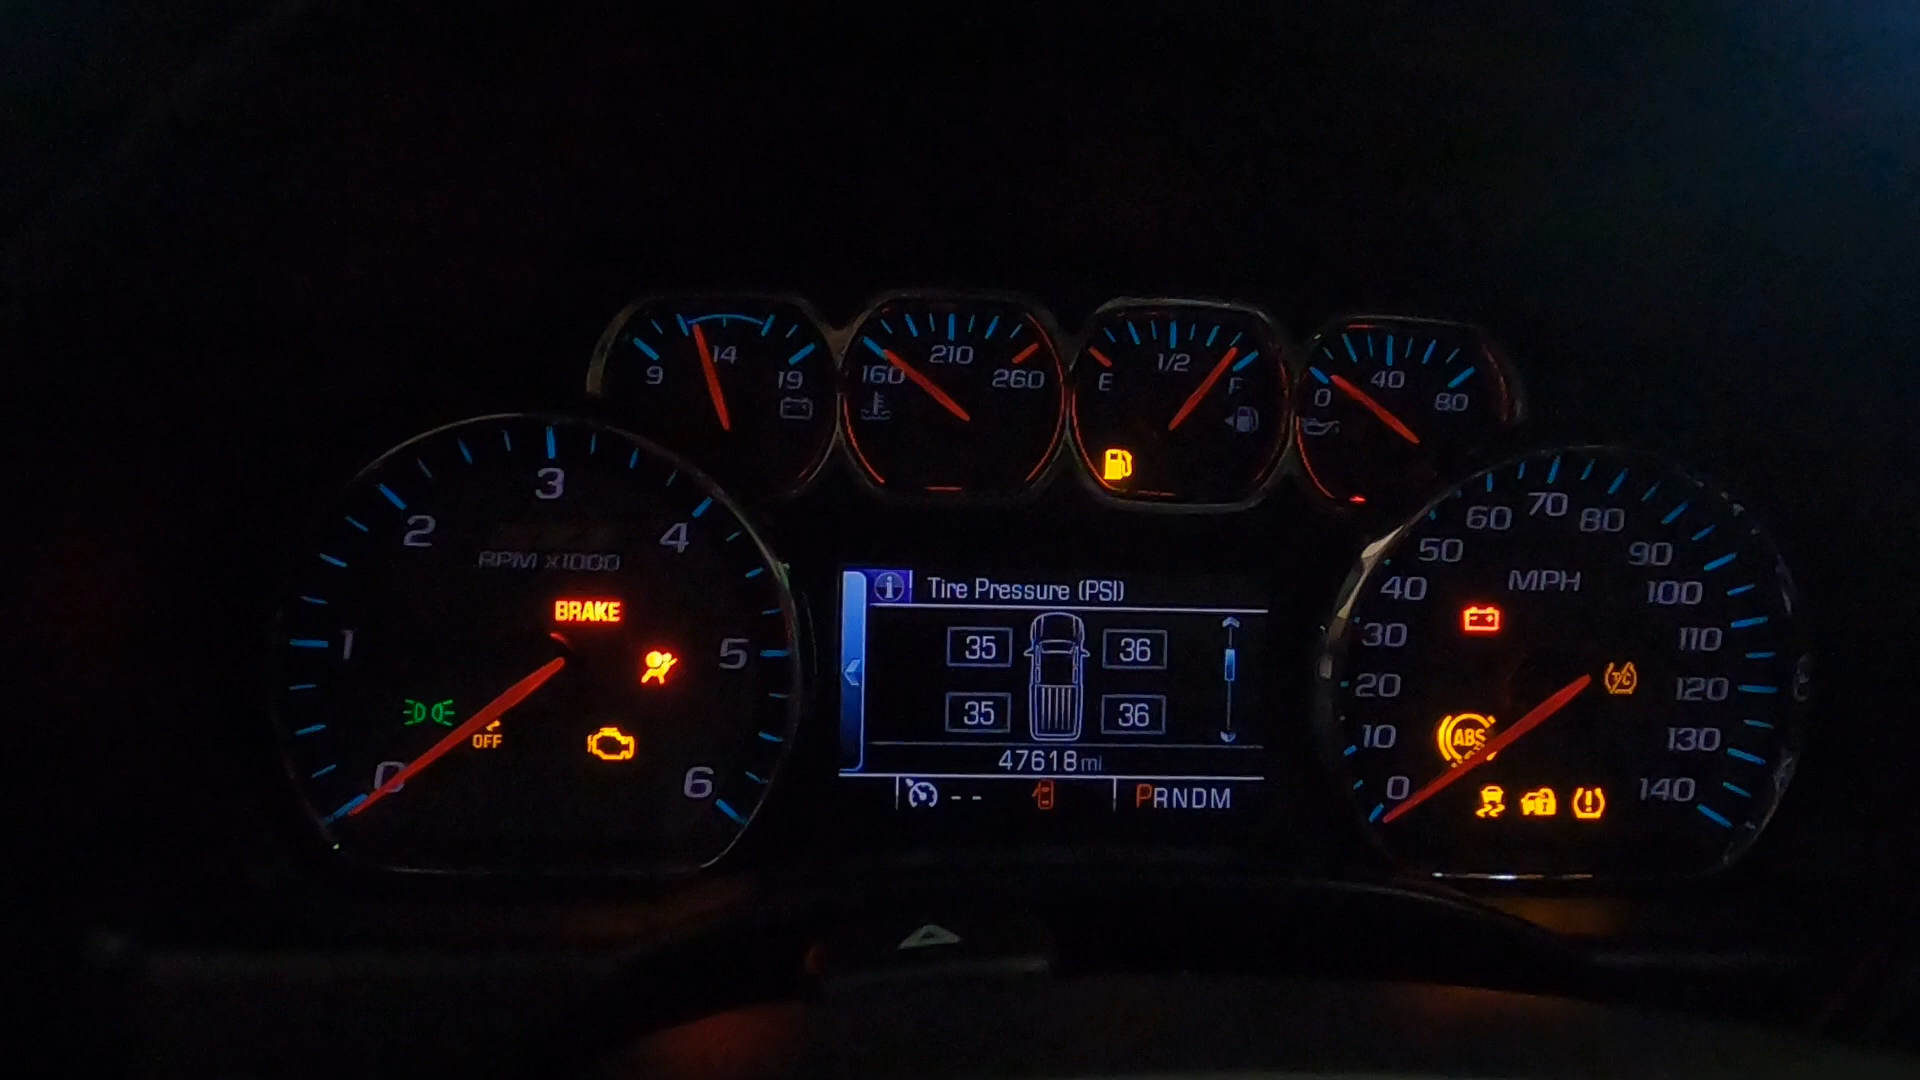 9 14 19
160 210 260
E 1/2 F
0 40 80
0 1 2 3 4 5 6
RPM x1000
BRAKE
OFF
Tire Pressure (PSI)
35 36
35 36
47618 mi
-- PRNDM
0 10 20 30 40 50 60 70 80 90 100 110 120 130 140
MPH
T/C
ABS